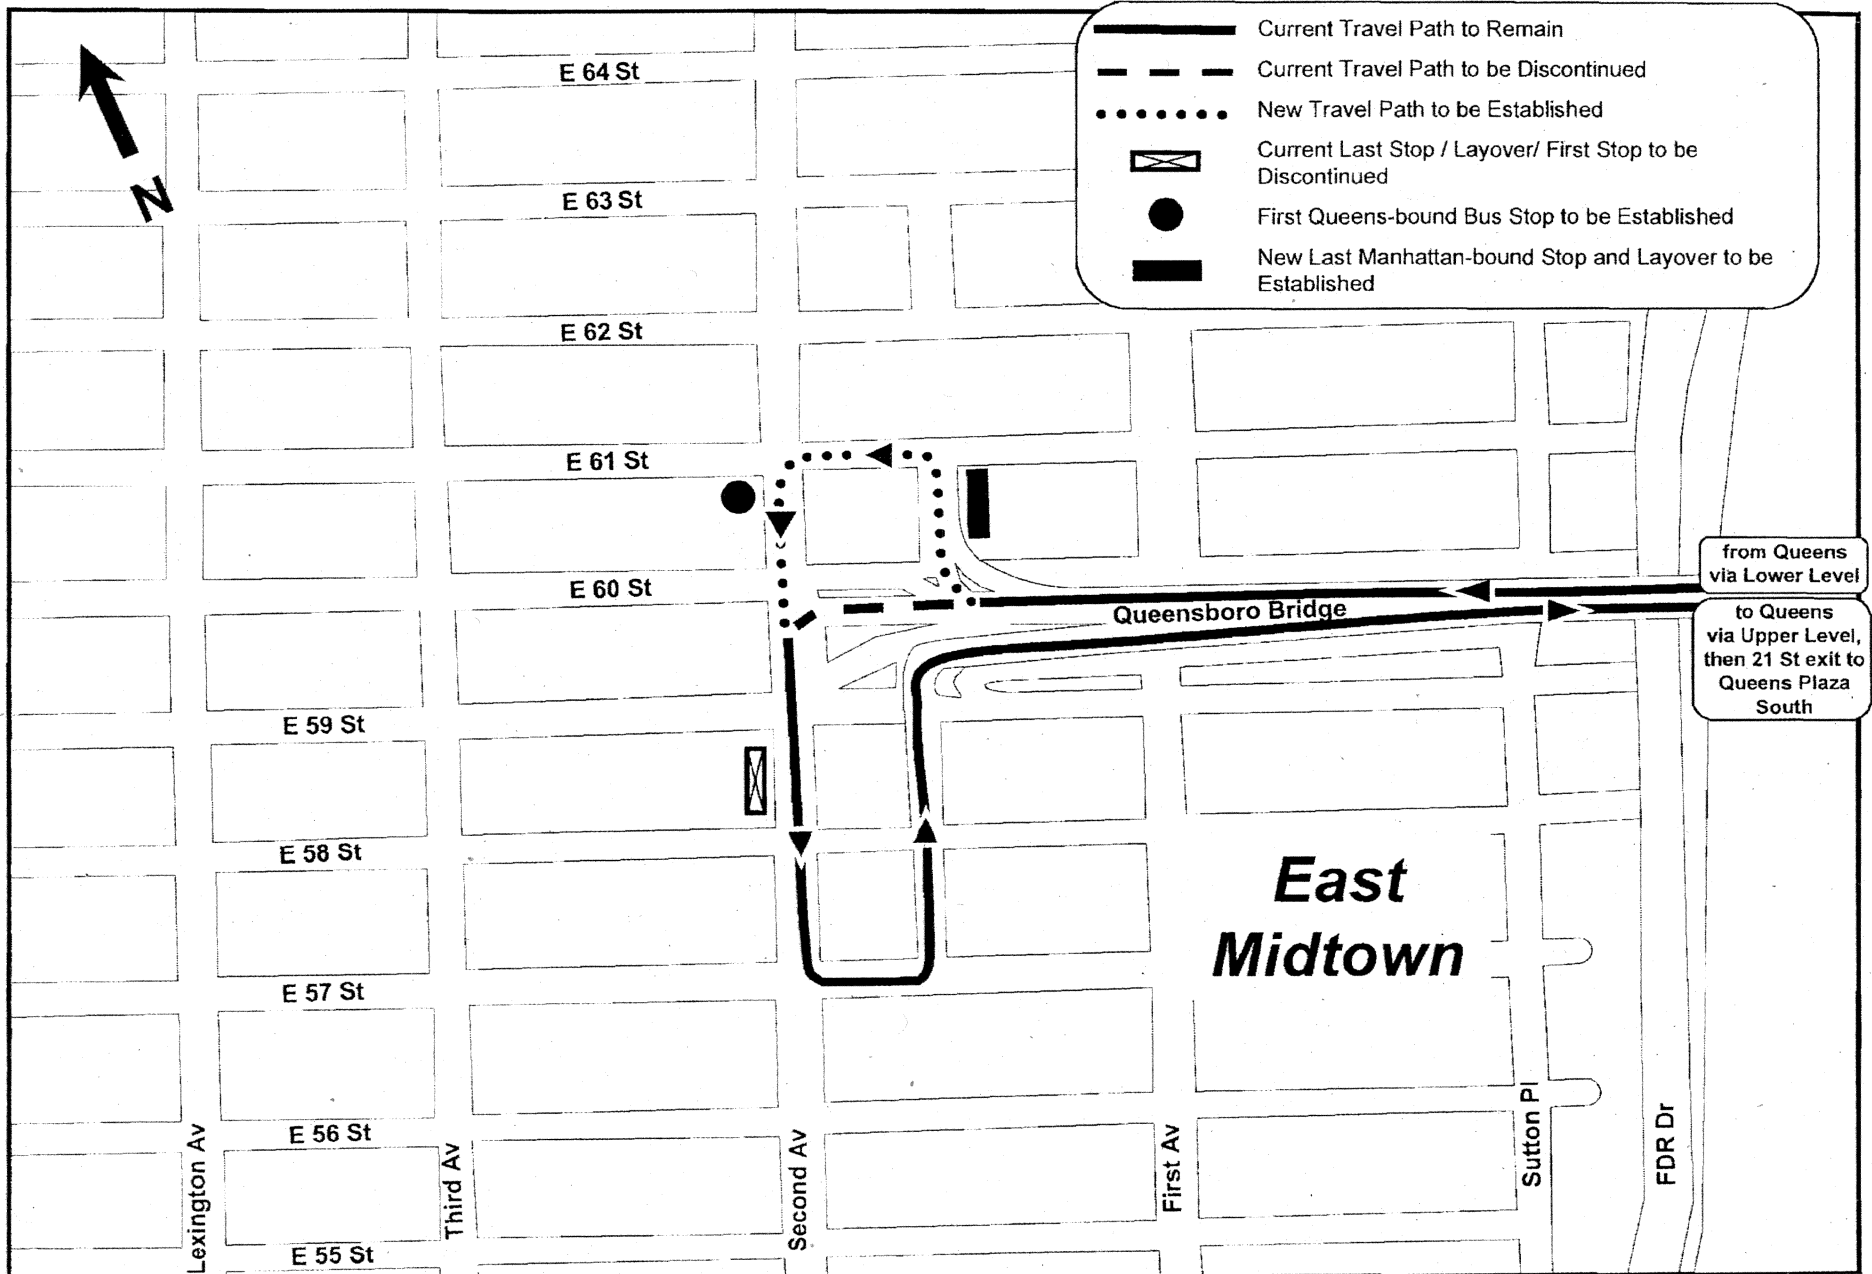 Current Travel Path to Remain
Current Travel Path to be Discontinued
New Travel Path to be Established
Current Last Stop / Layover/ First Stop to be
Discontinued
First Queens-bound Bus Stop to be Established
New Last Manhattan-bound Stop and Layover to be
Established
N
E 64 St
E 63 St
E 62 St
E 61 St
E 60 St
E 59 St
E 58 St
E 57 St
E 56 St
E 55 St
Queensboro Bridge
from Queens
via Lower Level
to Queens
via Upper Level,
then 21 St exit to
Queens Plaza
South
East
Midtown
Lexington Av
Third Av
Second Av
First Av
Sutton Pl
FDR Dr